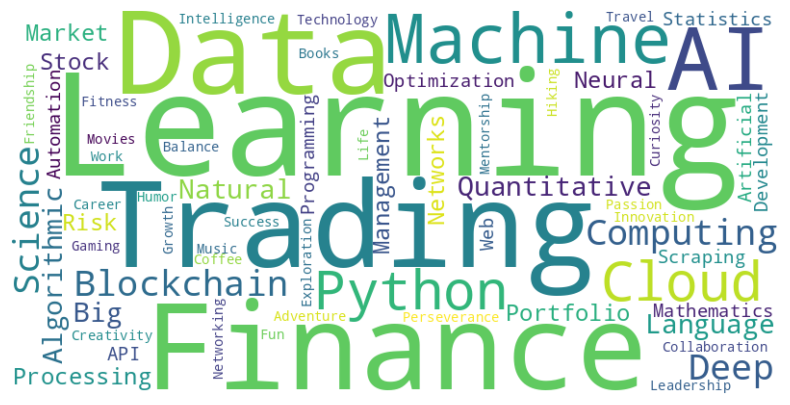 Intelligence
Technology
Travel
Statistics
Market
Data
Machine
AI
Books
Stock
Optimization
Neural
Friendship
Automation
Learning
Fitness
Movies
Work
Balance
Programming
Life
Networks
Mentorship
Hiking
Curiosity
Artificial
Development
Science
Algorithmic
Natural
Management
Quantitative
Career
Humor
Risk
Trading
Passion
Innovation
Growth
Success
Web
Computing
Gaming
Music
Coffee
Exploration
Scraping
Blockchain
Python
Cloud
Big
Networking
Adventure
Perseverance
Portfolio
Mathematics
Language
Creativity
Fun
Finance
API
Collaboration
Processing
Deep
Leadership